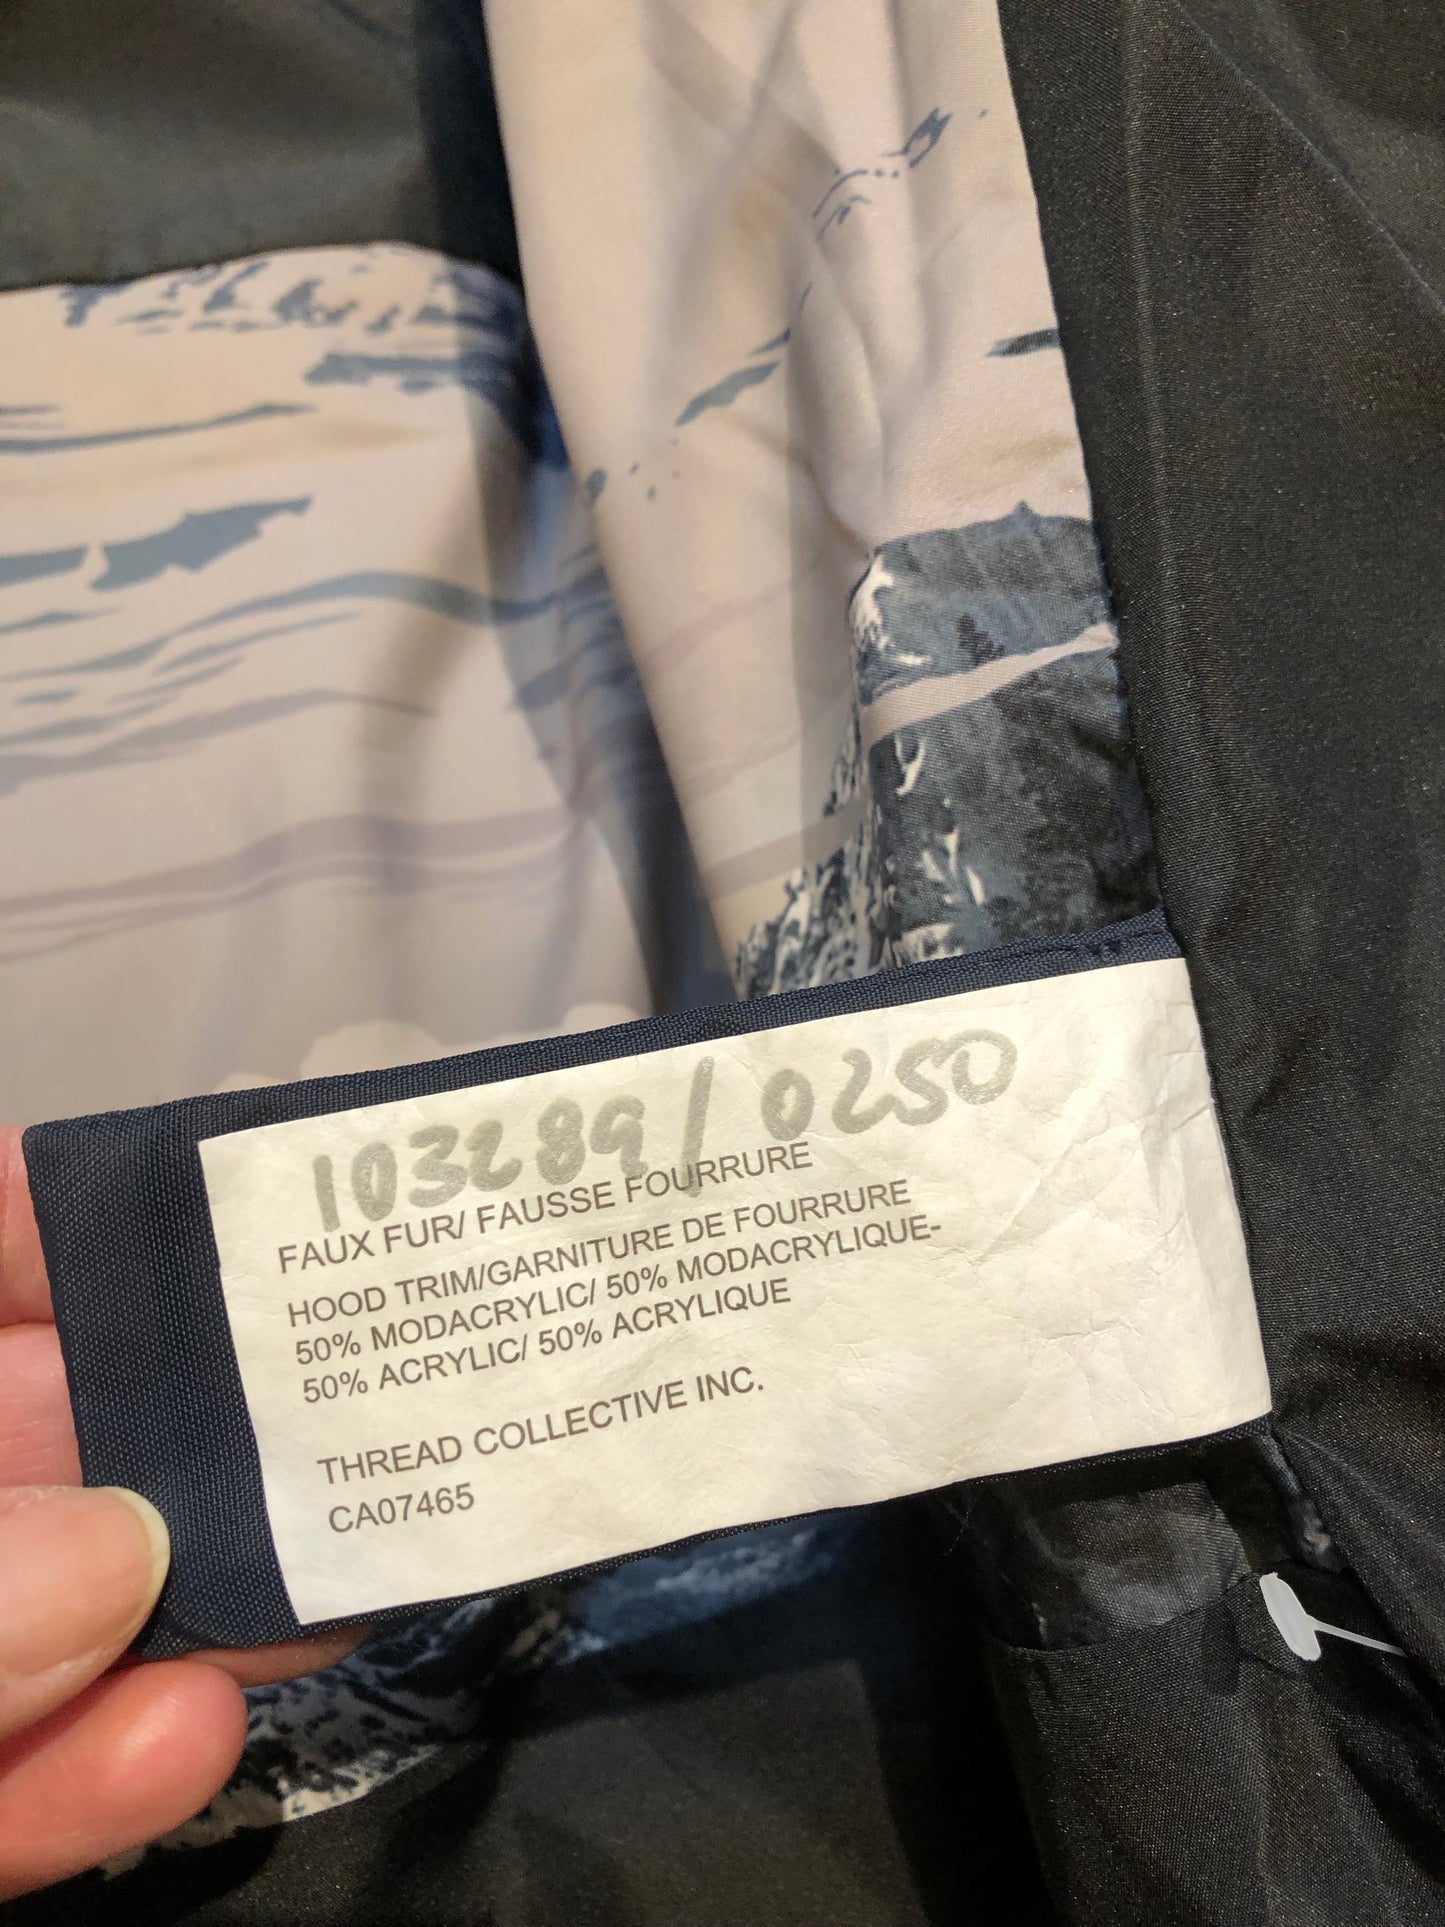 103289/0250
FAUX FUR/ FAUSSE FOURRURE
HOOD TRIM/GARNITURE DE FOURRURE
50% MODACRYLIC/ 50% MODACRYLIQUE-
50% ACRYLIC/ 50% ACRYLIQUE
THREAD COLLECTIVE INC.
CA07465